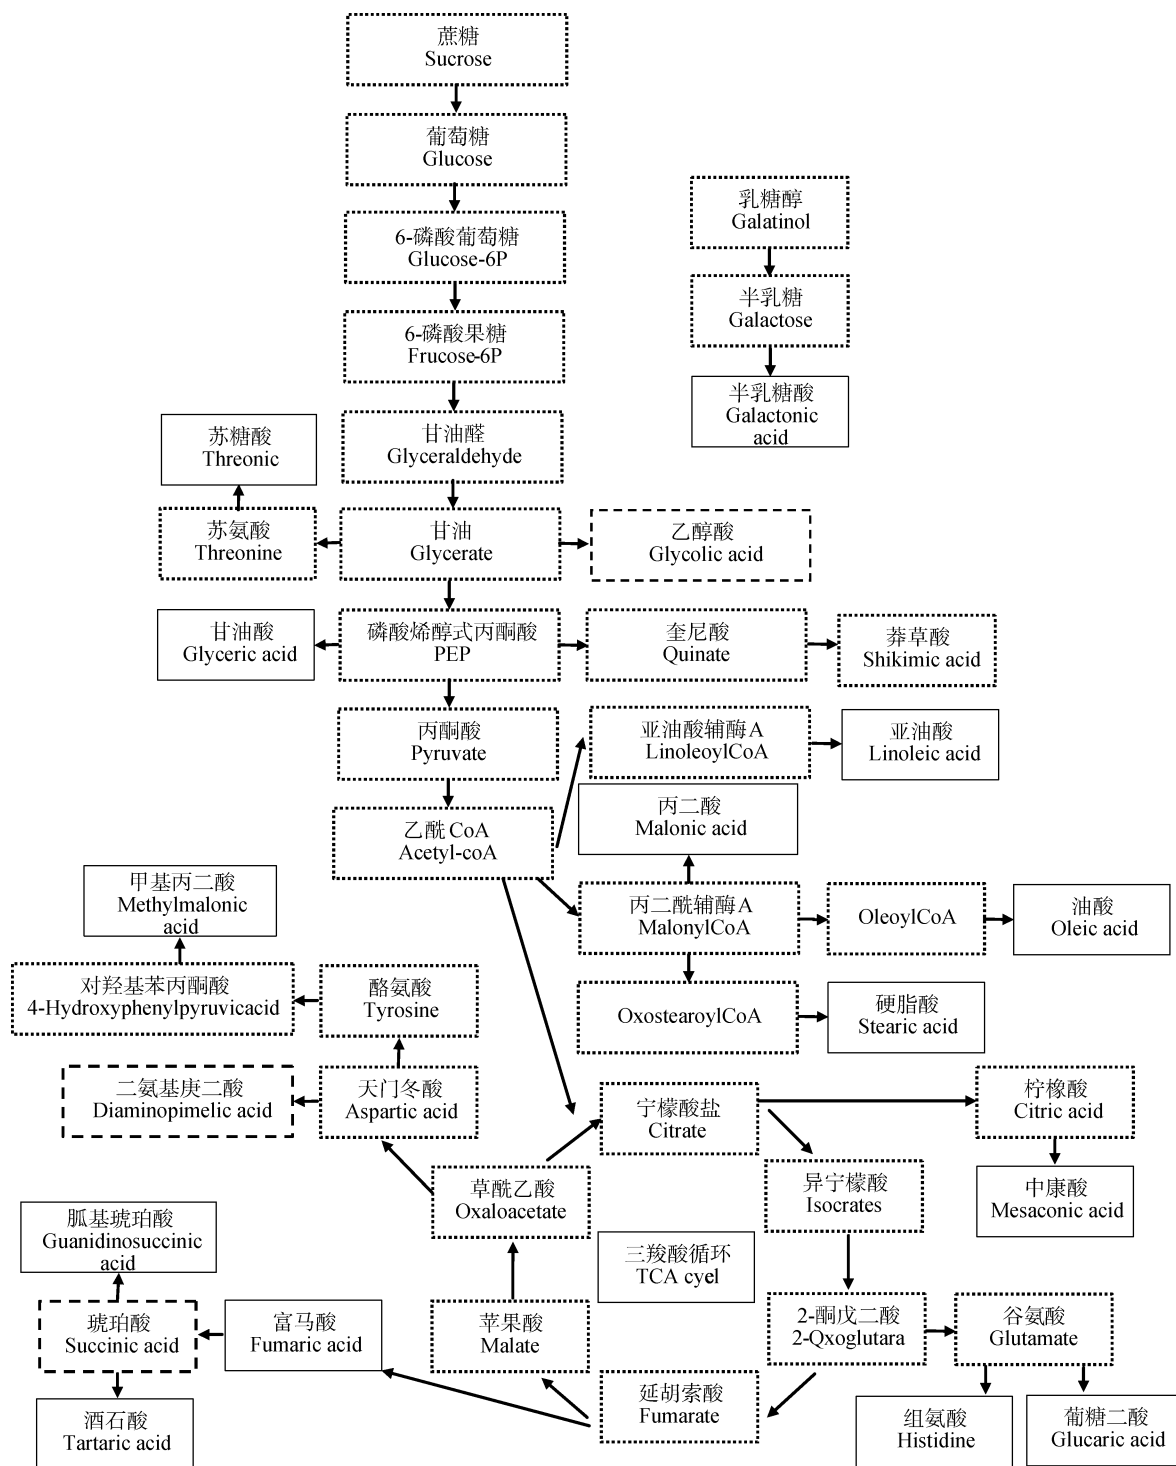 蔗糖
Sucrose
葡萄糖
Glucose
乳糖醇
Galatinol
6-磷酸葡萄糖
Glucose-6P
半乳糖
Galactose
6-磷酸果糖
Frucose-6P
半乳糖酸
Galactonic
acid
苏糖酸
Threonic
甘油醛
Glyceraldehyde
苏氨酸
Threonine
甘油
Glycerate
乙醇酸
Glycolic acid
甘油酸
Glyceric acid
磷酸烯醇式丙酮酸
PEP
奎尼酸
Quinate
莽草酸
Shikimic acid
丙酮酸
Pyruvate
亚油酸辅酶A
LinoleoylCoA
亚油酸
Linoleic acid
丙二酸
Malonic acid
乙酰 CoA
Acetyl-coA
甲基丙二酸
Methylmalonic
acid
丙二酰辅酶A
MalonylCoA
OleoylCoA
油酸
Oleic acid
对羟基苯丙酮酸
4-Hydroxyphenylpyruvicacid
酪氨酸
Tyrosine
OxostearoylCoA
硬脂酸
Stearic acid
二氨基庚二酸
Diaminopimelic acid
天门冬酸
Aspartic acid
宁檬酸盐
Citrate
柠橡酸
Citric acid
草酰乙酸
Oxaloacetate
异宁檬酸
Isocrates
中康酸
Mesaconic acid
胍基琥珀酸
Guanidinosuccinic
acid
三羧酸循环
TCA cyel
琥珀酸
Succinic acid
富马酸
Fumaric acid
苹果酸
Malate
2-酮戊二酸
2-Qxoglutara
谷氨酸
Glutamate
延胡索酸
Fumarate
酒石酸
Tartaric acid
组氨酸
Histidine
葡糖二酸
Glucaric acid